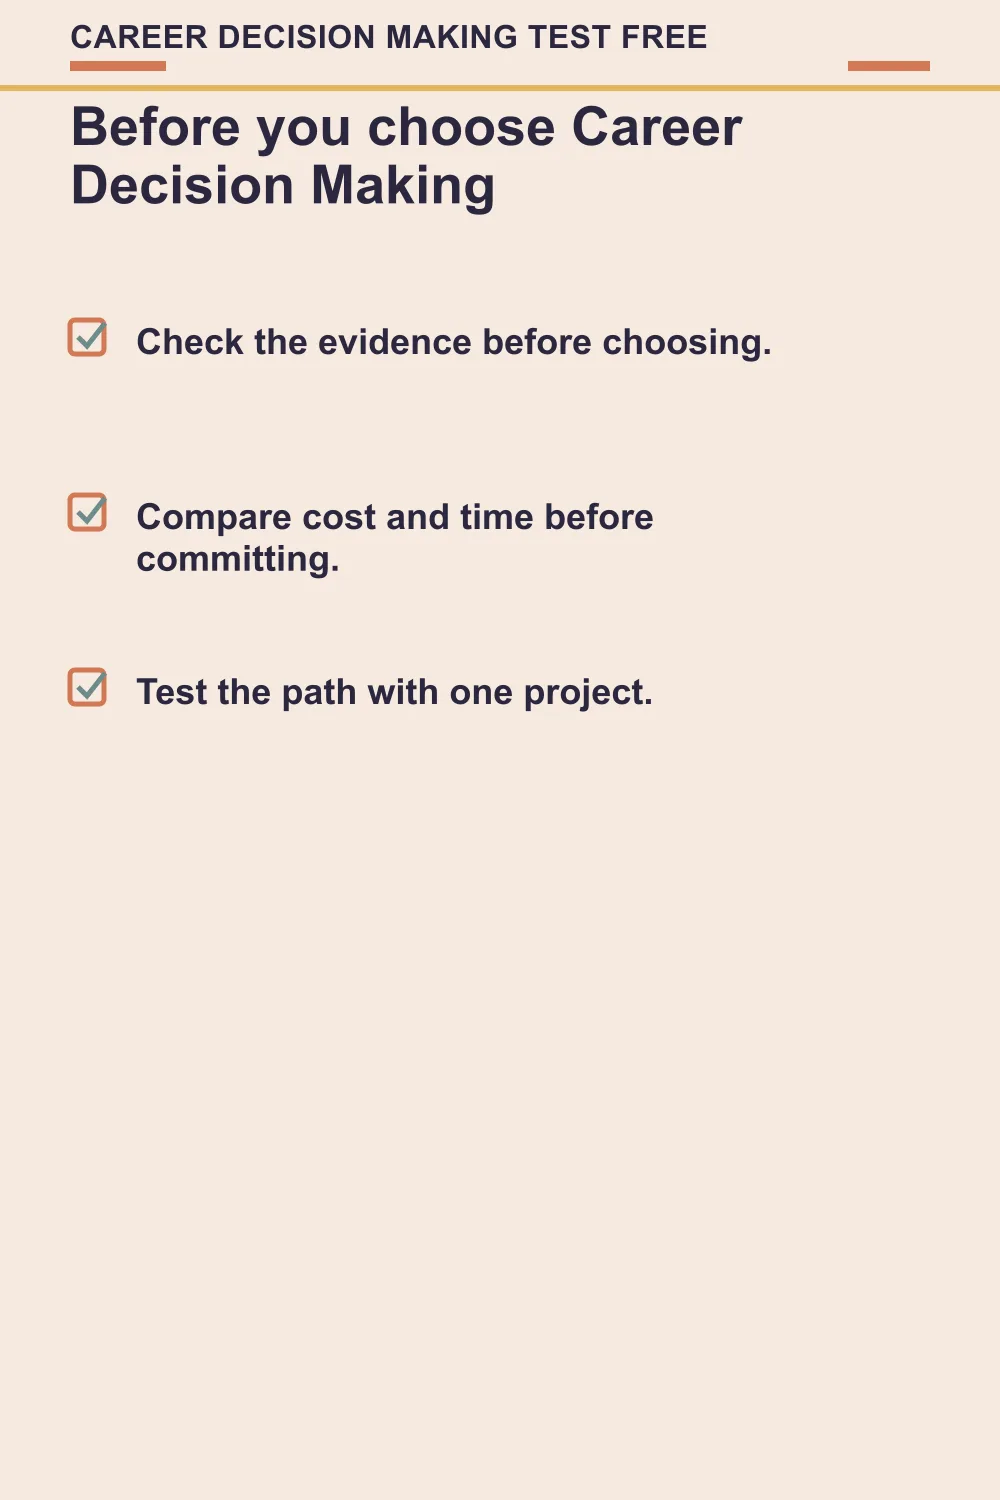 CAREER DECISION MAKING TEST FREE
Before you choose Career
Decision Making
Check the evidence before choosing.
Compare cost and time before
committing.
Test the path with one project.